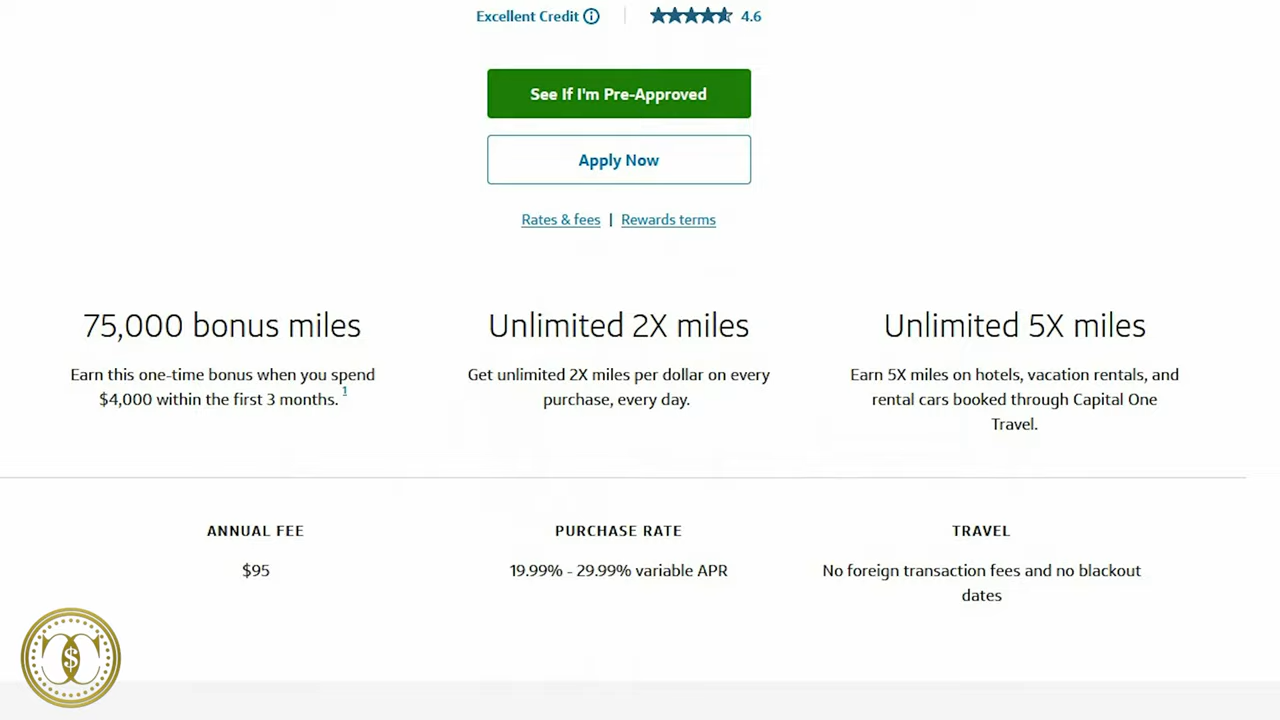 Excellent Credit
4.6
See If I'm Pre-Approved
Apply Now
Rates & fees | Rewards terms
75,000 bonus miles
Earn this one-time bonus when you spend
$4,000 within the first 3 months. 1
Unlimited 2X miles
Get unlimited 2X miles per dollar on every
purchase, every day.
Unlimited 5X miles
Earn 5X miles on hotels, vacation rentals, and
rental cars booked through Capital One
Travel.
ANNUAL FEE
$95
PURCHASE RATE
19.99% - 29.99% variable APR
TRAVEL
No foreign transaction fees and no blackout
dates
$